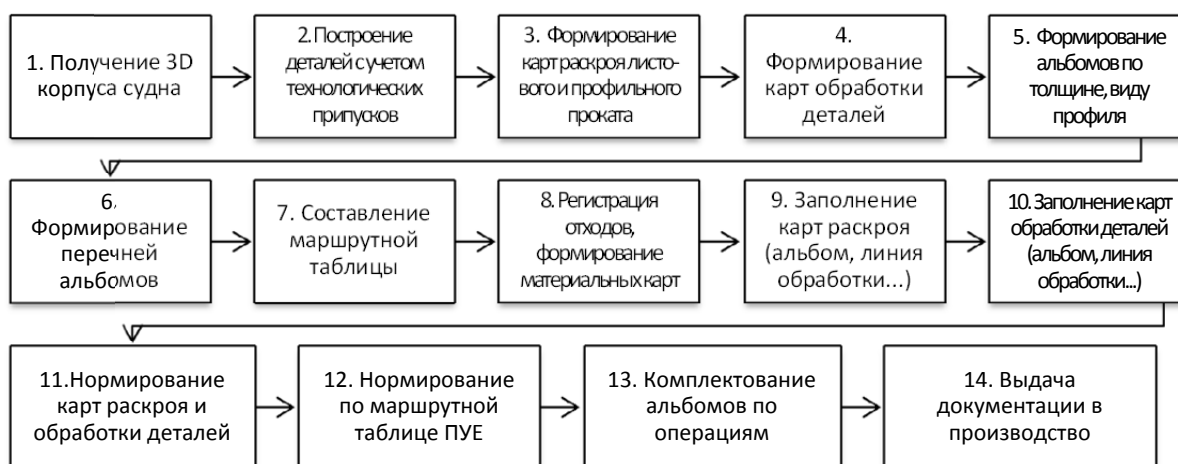 1. Получение 3D
корпуса судна
2. Построение
деталей с учетом
технологических
припусков
3. Формирование
карт раскроя листо-
вого и профильного
проката
4.
Формирование
карт обработки
деталей
5. Формирование
альбомов по
толщине, виду
профиля
6.
Формирование
перечней
альбомов
7. Составление
маршрутной
таблицы
8. Регистрация
отходов,
формирование
материальных карт
9. Заполнение
карт раскроя
(альбом, линия
обработки...)
10. Заполнение карт
обработки деталей
(альбом, линия
обработки...)
11.Нормирование
карт раскроя и
обработки деталей
12. Нормирование
по маршрутной
таблице ПУЕ
13. Комплектование
альбомов по
операциям
14. Выдача
документации в
производство